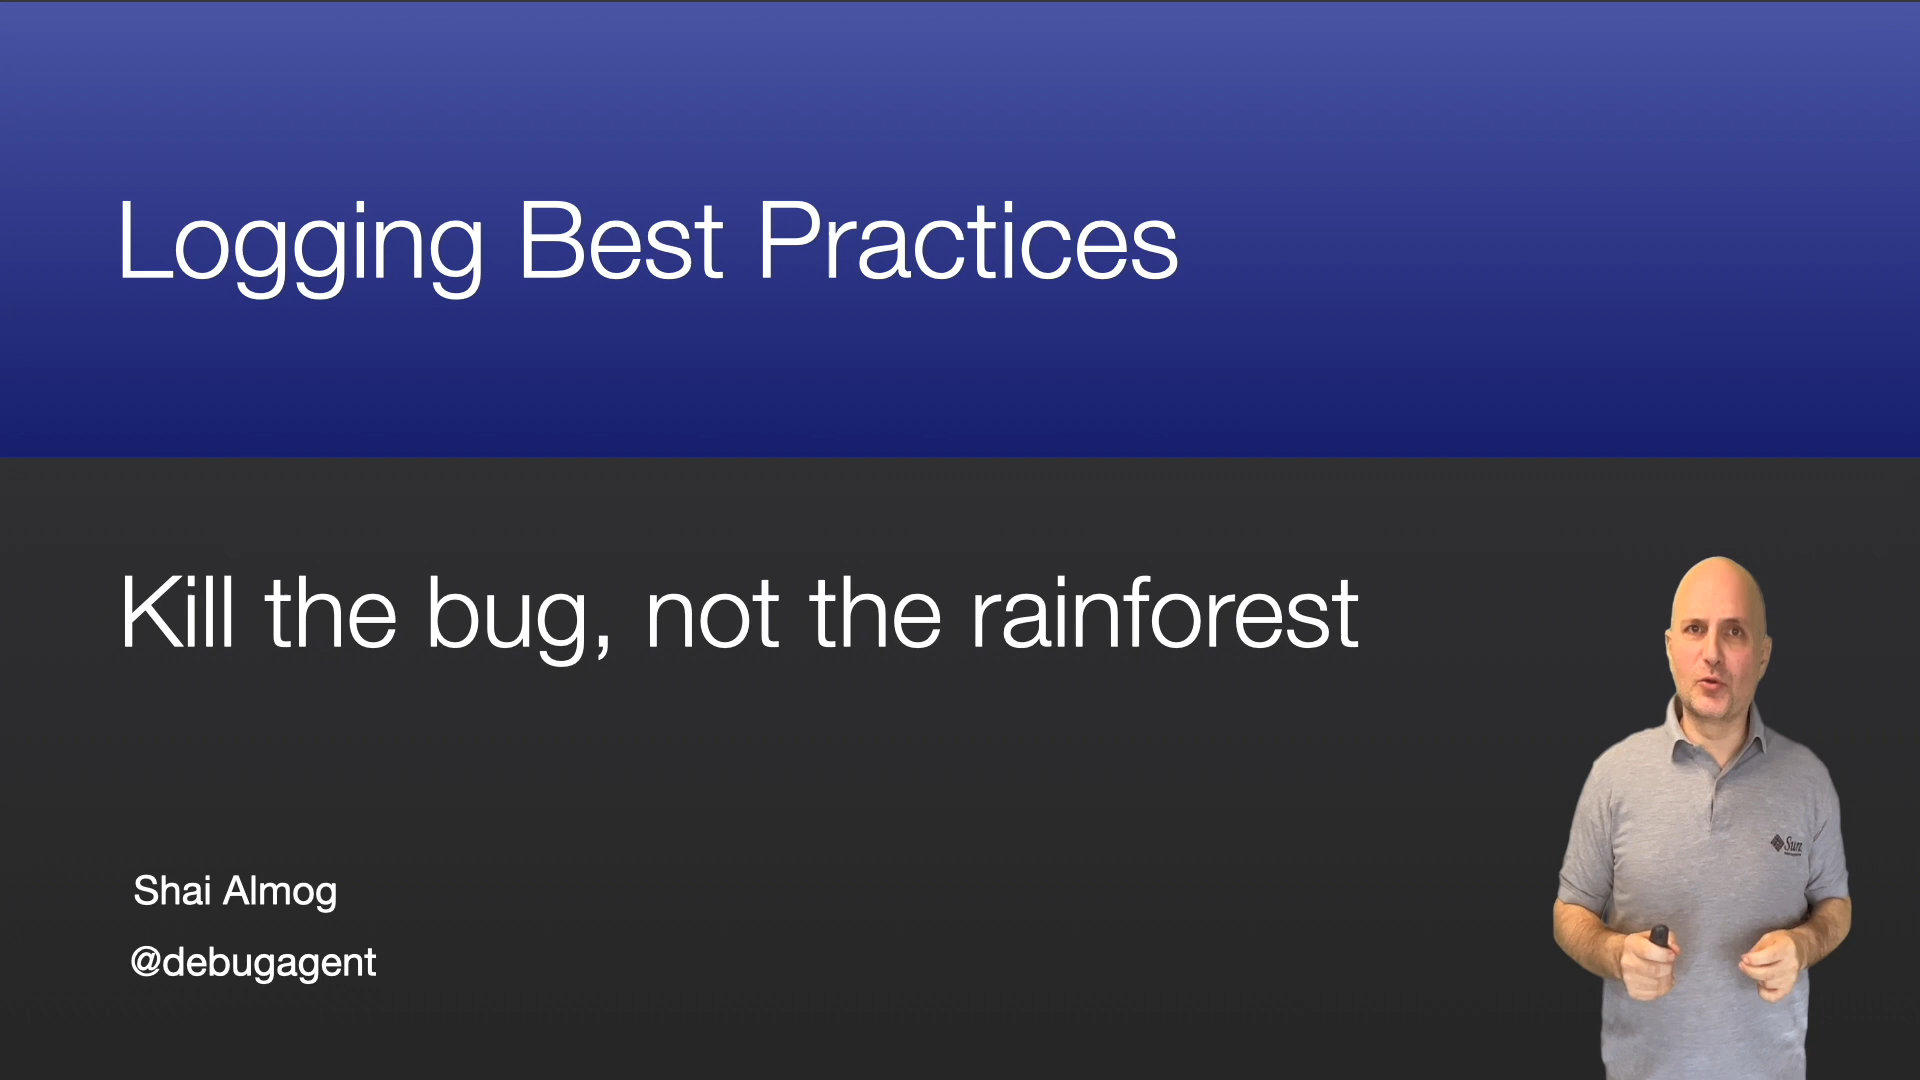 Logging Best Practices
Kill the bug, not the rainforest
Shai Almog
@debugagent
Sun